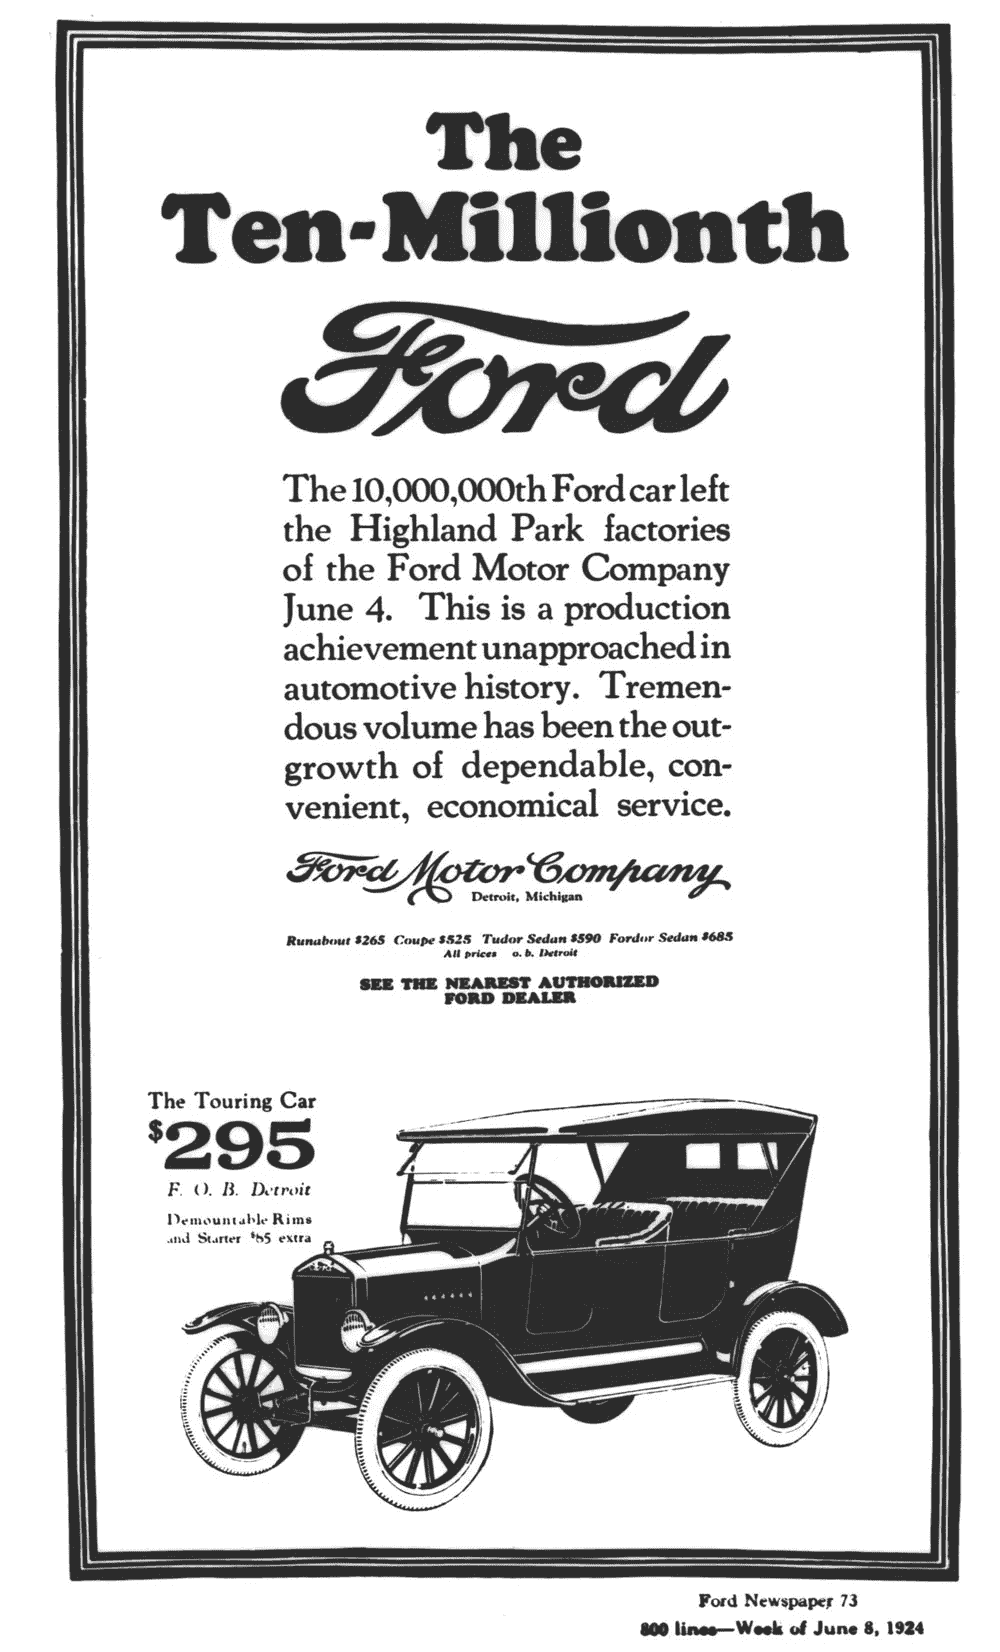 The
Ten-Millionth
Ford
The 10,000,000th Ford car left
the Highland Park factories
of the Ford Motor Company
June 4. This is a production
achievement unapproached in
automotive history. Tremen-
dous volume has been the out-
growth of dependable, con-
venient, economical service.
Ford Motor Company
Detroit, Michigan
Runabout $265 Coupe $525 Tudor Sedan $590 Fordor Sedan $685
All prices o. b. Detroit
SEE THE NEAREST AUTHORIZED
FORD DEALER
The Touring Car
$295
F. O. B. Detroit
Demountable Rims
and Starter $85 extra
Ford
Ford Newspaper 73
800 lines—Week of June 8, 1924